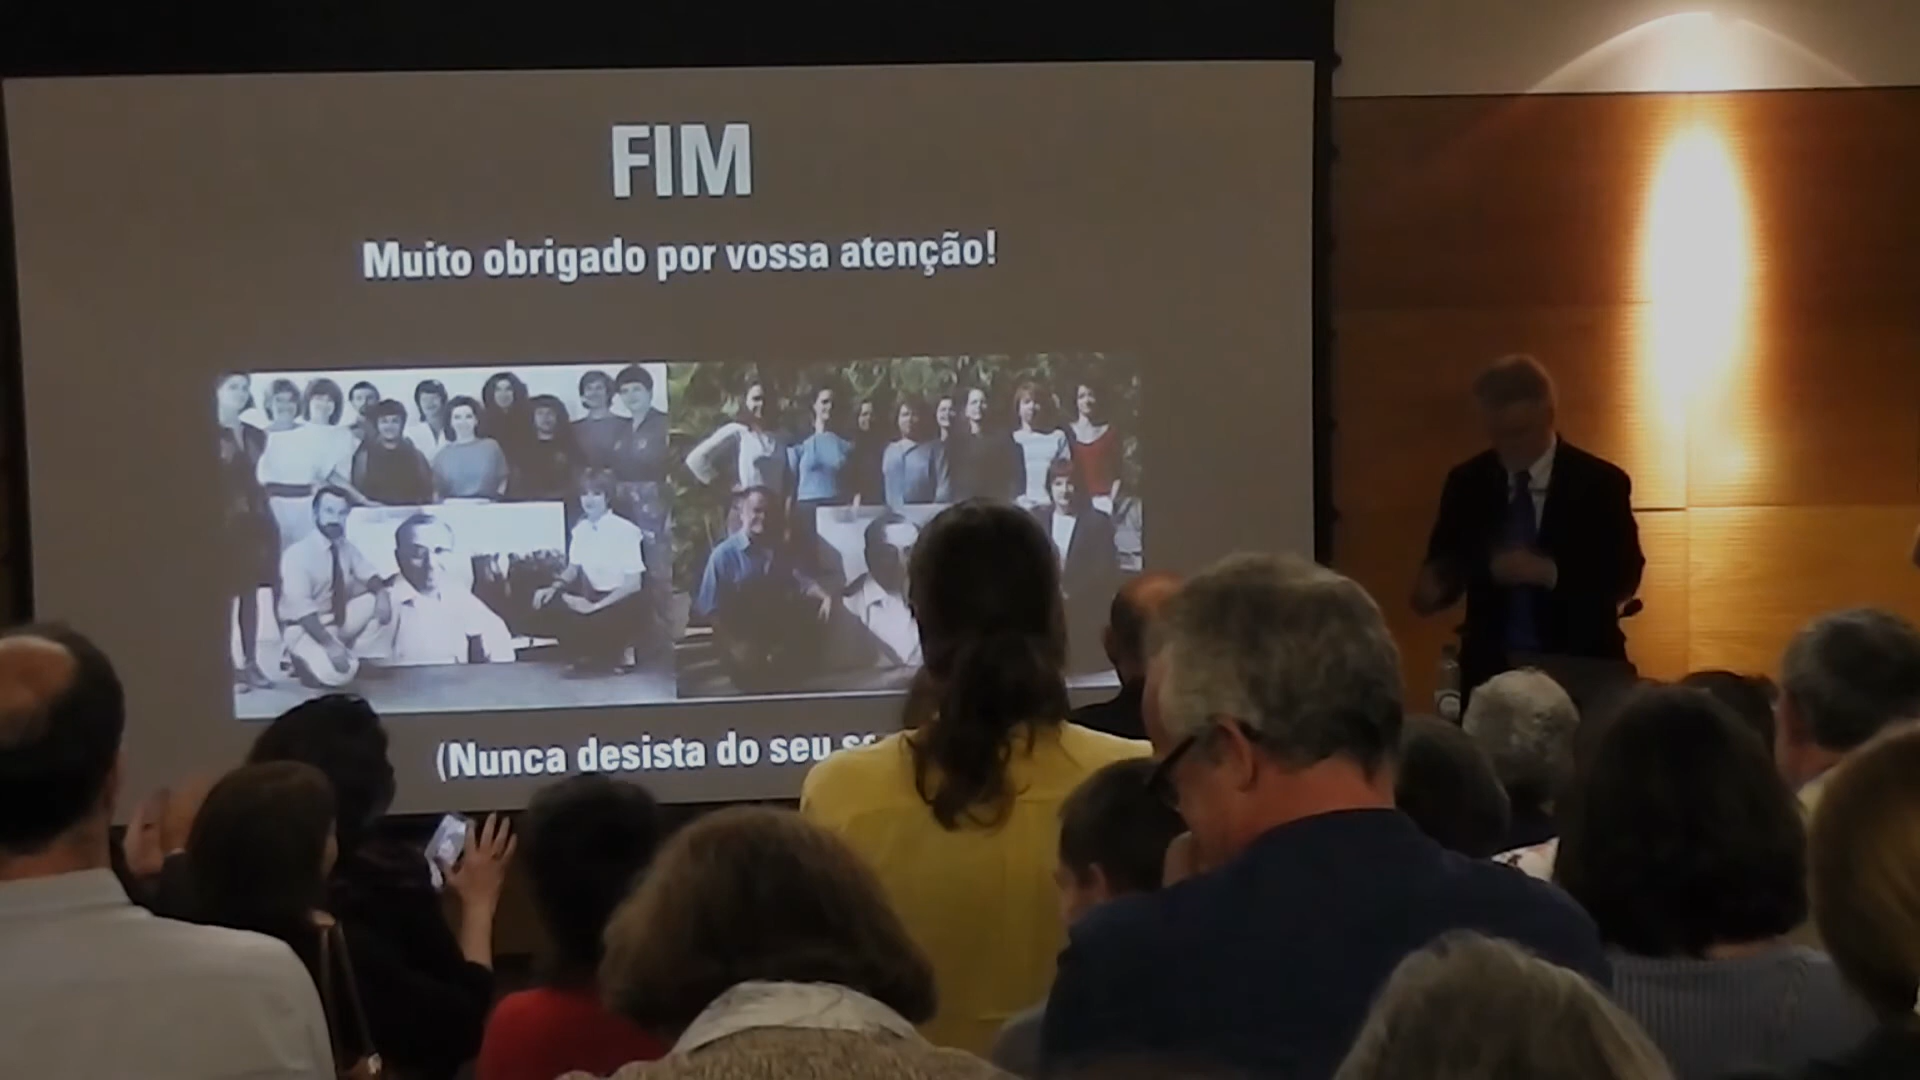 FIM
Muito obrigado por vossa atenção!
(Nunca desista do seu